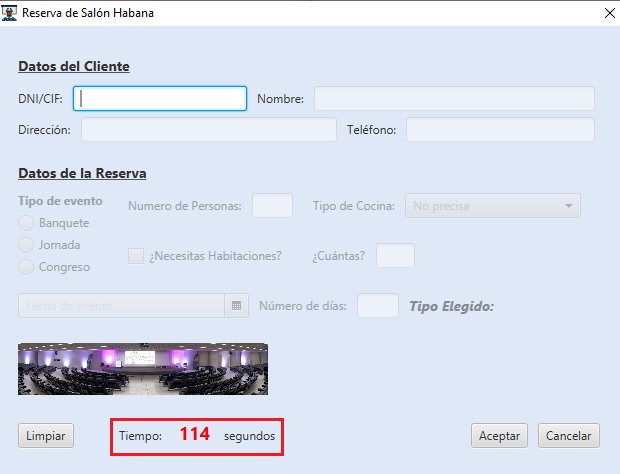 Reserva de Salón Habana
Datos del Cliente
DNI/CIF: Nombre:
Dirección: Teléfono:
Datos de la Reserva
Tipo de evento
Numero de Personas: Tipo de Cocina: No precisa
Banquete
Jornada
¿Necesitas Habitaciones? ¿Cuántas?
Congreso
Fecha de evento Número de días: Tipo Elegido:
Limpiar Tiempo: 114 segundos Aceptar Cancelar